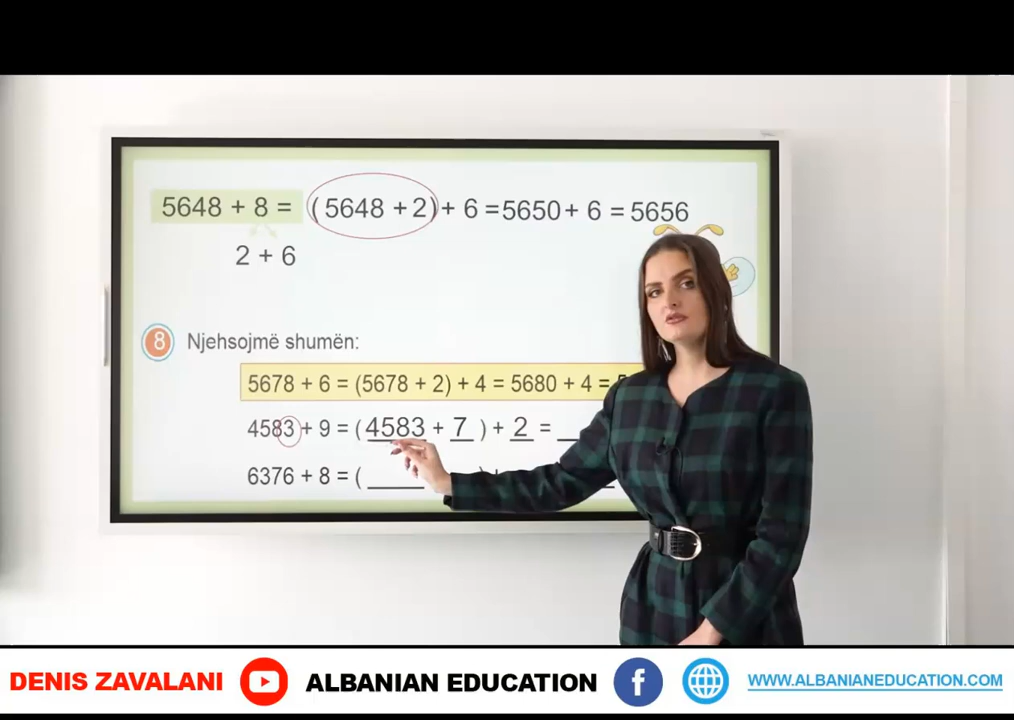 5648 + 8 = ( 5648 + 2 ) + 6 = 5650 + 6 = 5656
2 + 6
8 Njehsojmë shumën:
5678 + 6 = (5678 + 2) + 4 = 5680 + 4 =
4583 + 9 = ( 4583 + 7 ) + 2 =
6376 + 8 = (
DENIS ZAVALANI ALBANIAN EDUCATION f WWW.ALBANIANEDUCATION.COM